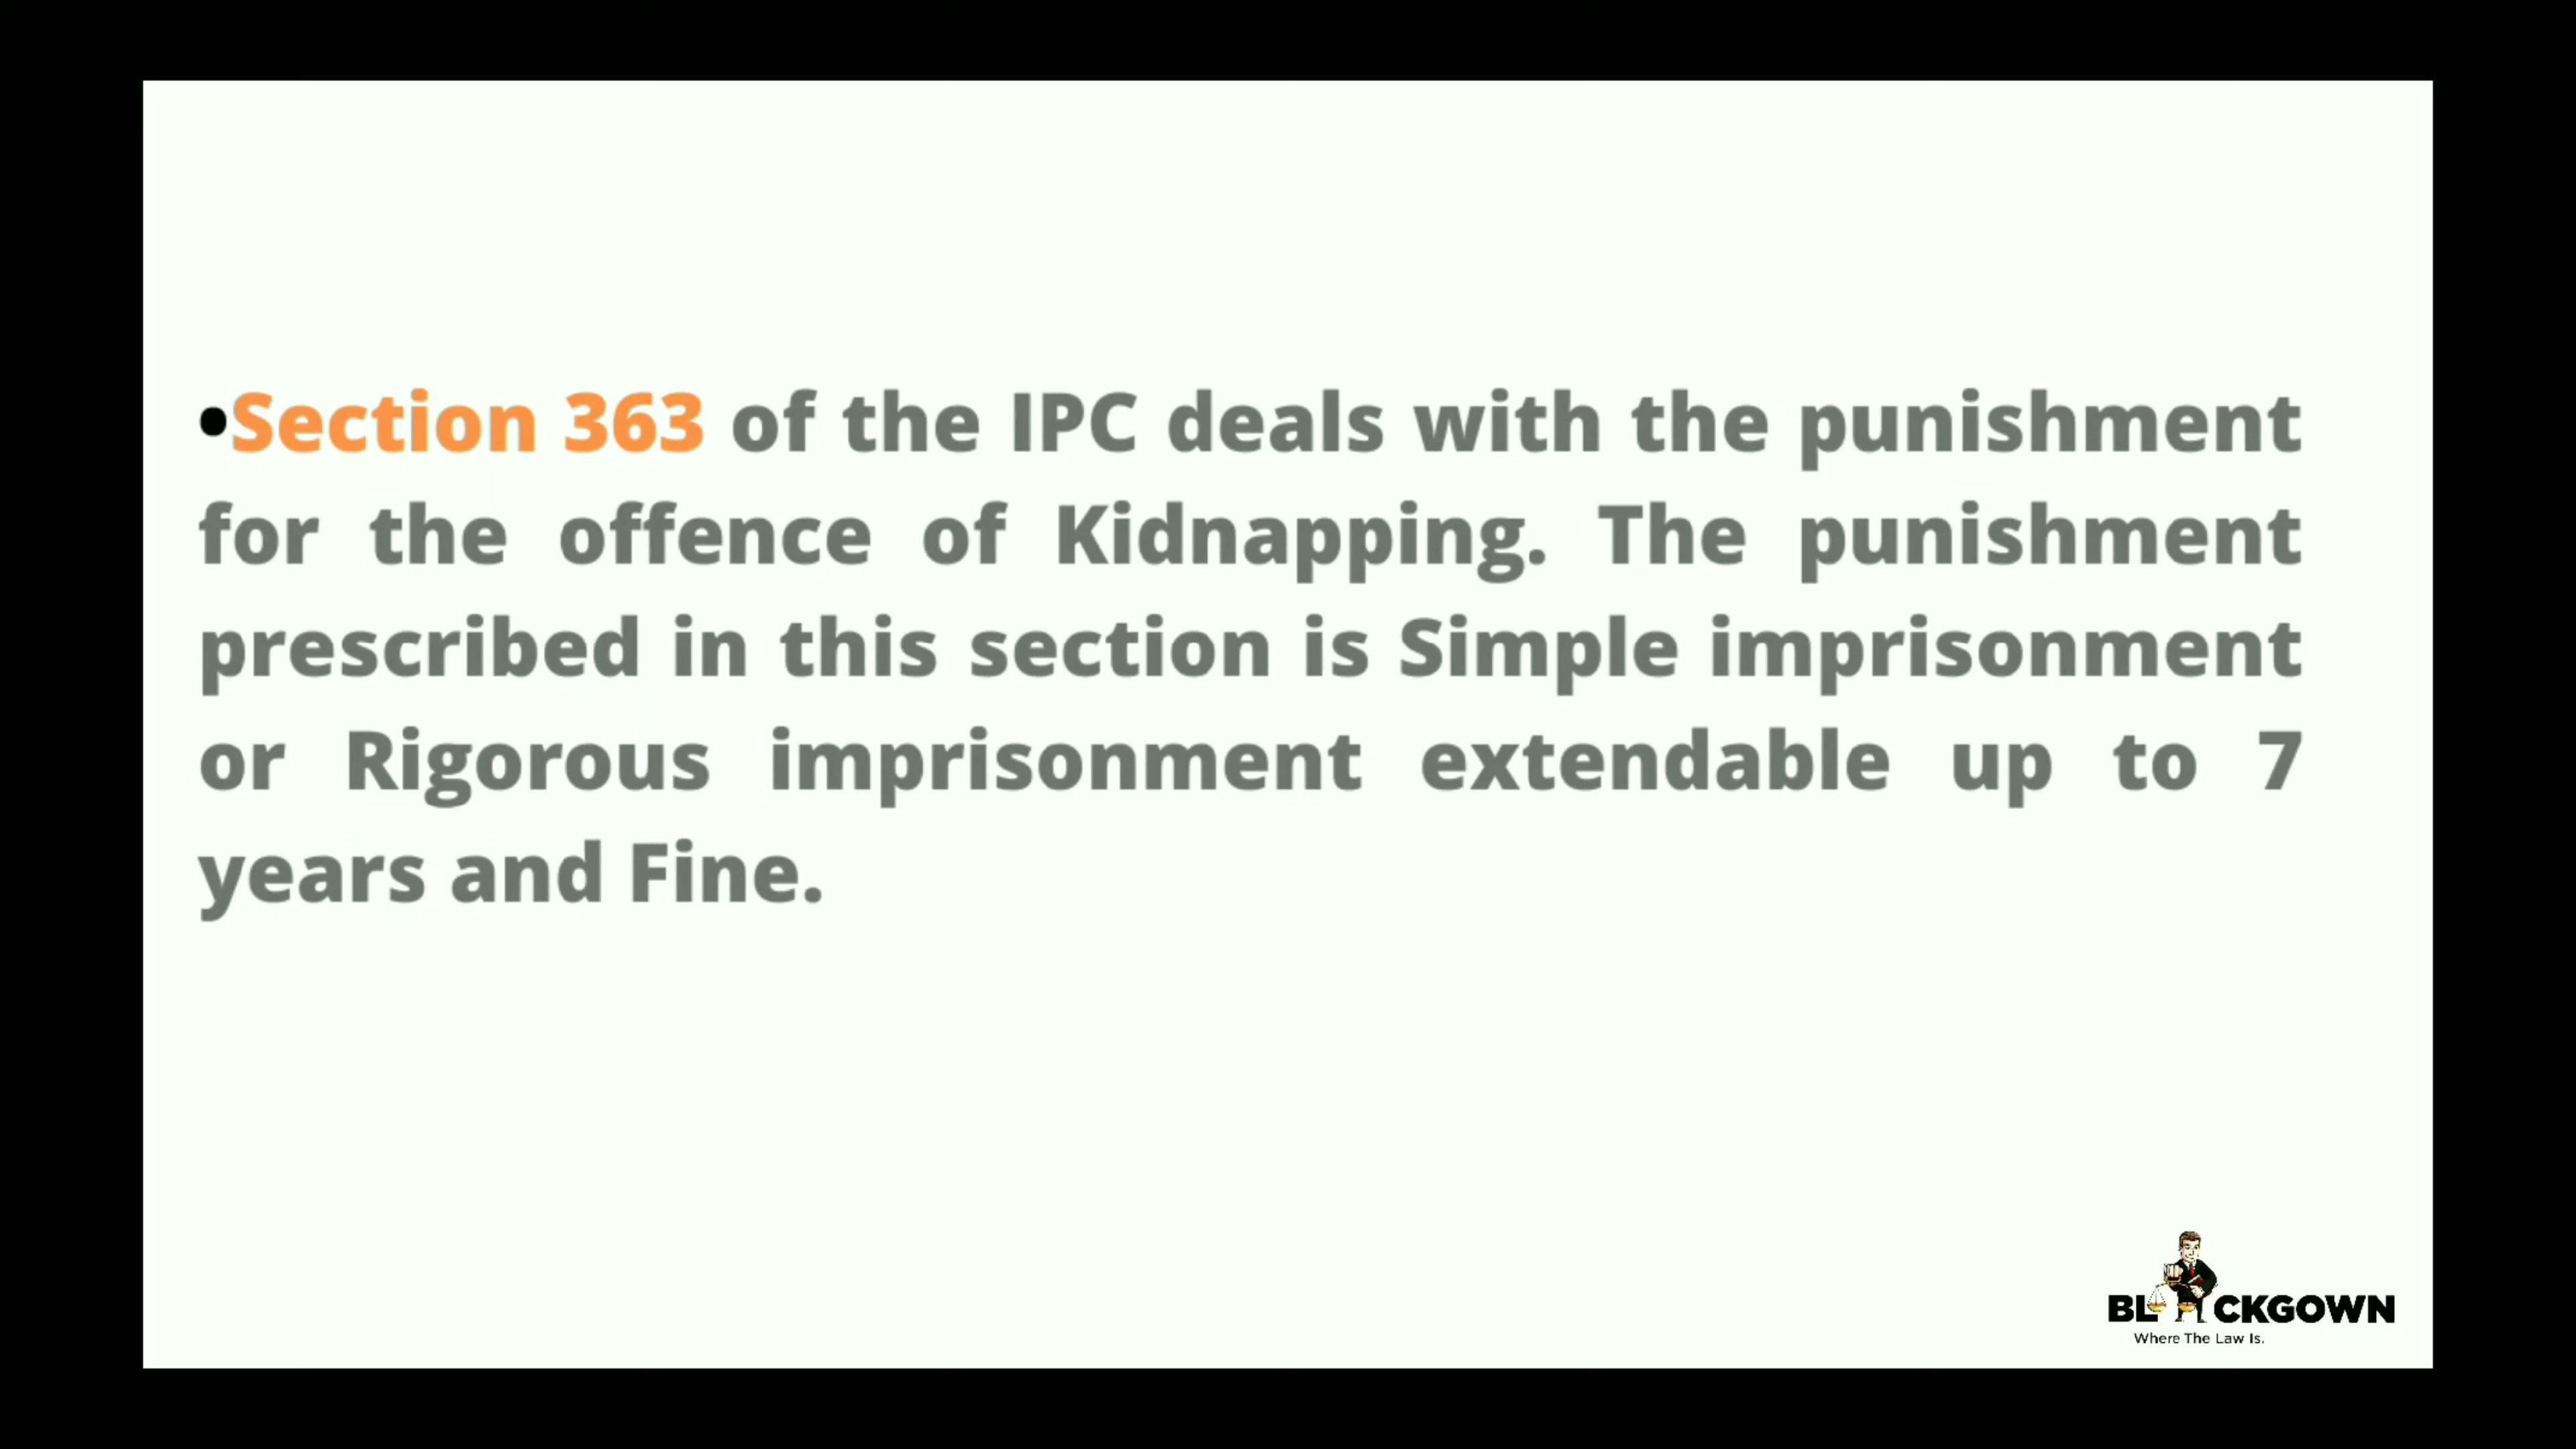 •Section 363 of the IPC deals with the punishment
for the offence of Kidnapping. The punishment
prescribed in this section is Simple imprisonment
or Rigorous imprisonment extendable up to 7
years and Fine.
BLACKGOWN
Where The Law Is.